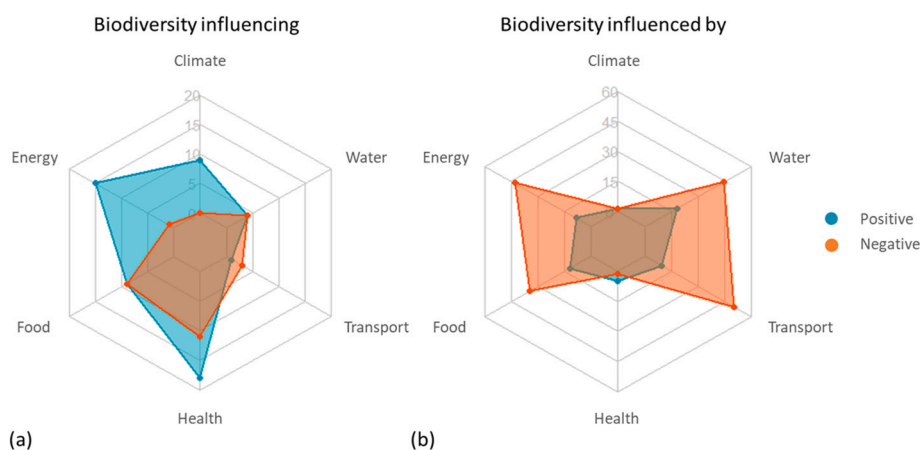 Biodiversity influencing
Biodiversity influenced by
Climate
20
15
10
5
0
Energy
Water
Food
Transport
Health
(a)
Climate
60
45
30
15
Energy
Water
Food
Transport
Health
(b)
Positive
Negative